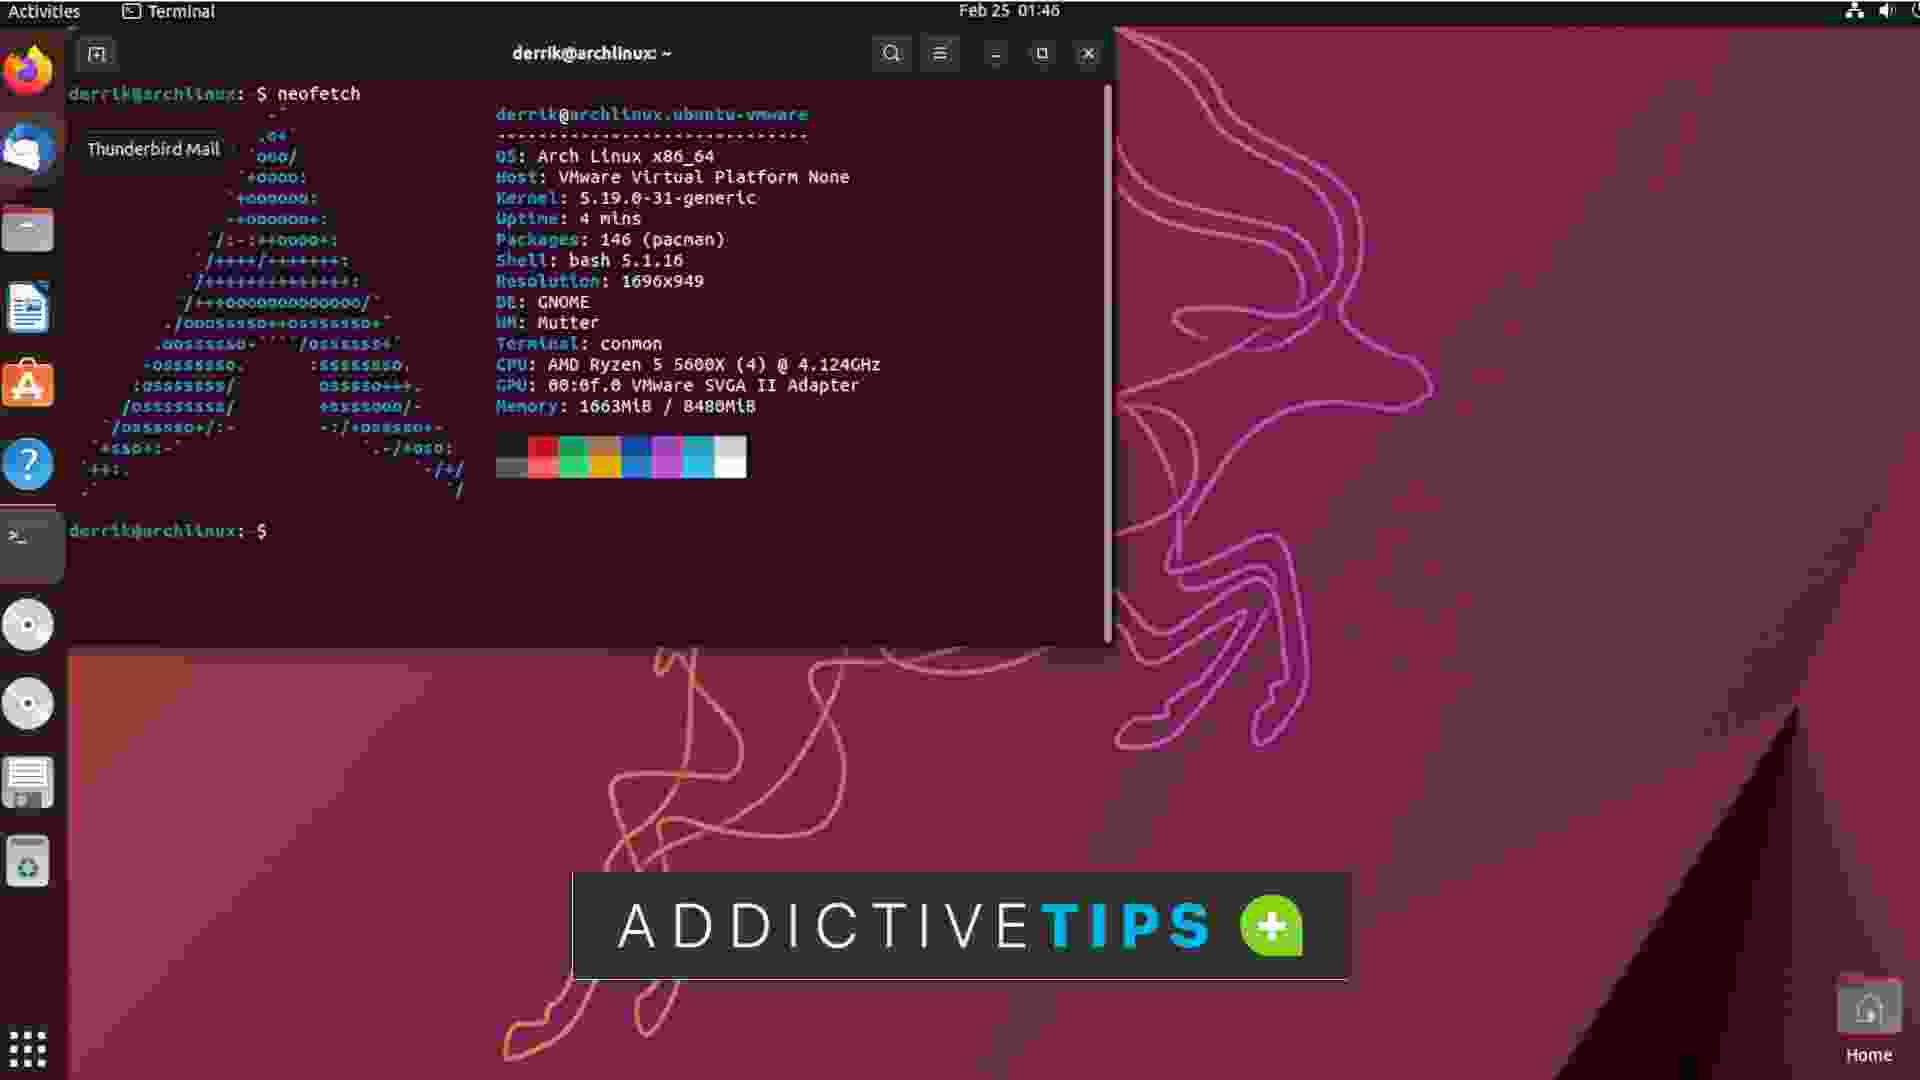 Activities Terminal Feb 25 01:46
derrik@archlinux: ~
derrik@archlinux: $ neofetch
derrik@archlinux.ubuntu-vmware
------------------------------
Thunderbird Mail
OS: Arch Linux x86_64
Host: VMware Virtual Platform None
Kernel: 5.19.0-31-generic
Uptime: 4 mins
Packages: 146 (pacman)
Shell: bash 5.1.16
Resolution: 1696x949
DE: GNOME
WM: Mutter
Terminal: conmon
CPU: AMD Ryzen 5 5600X (4) @ 4.124GHz
GPU: 00:0f.0 VMware SVGA II Adapter
Memory: 1663MiB / 8480MiB
derrik@archlinux: $
ADDICTIVETIPS
Home